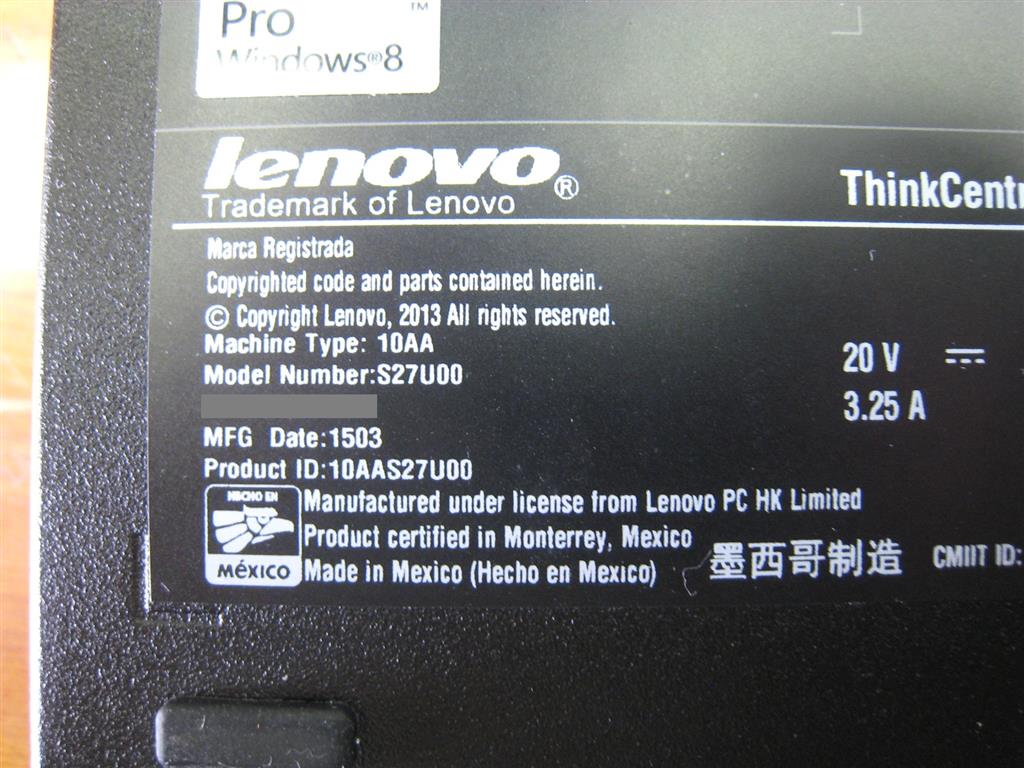 Pro ™
Windows®8
lenovo®
Trademark of Lenovo
Marca Registrada
Copyrighted code and parts contained herein.
© Copyright Lenovo, 2013 All rights reserved.
Machine Type: 10AA
Model Number:S27U00
MFG Date:1503
Product ID:10AAS27U00
HECHO EN
MÉXICO
Manufactured under license from Lenovo PC HK Limited
Product certified in Monterrey, Mexico
Made in Mexico (Hecho en Mexico)
墨西哥制造
CMIIT ID:
ThinkCentr
20 V
3.25 A